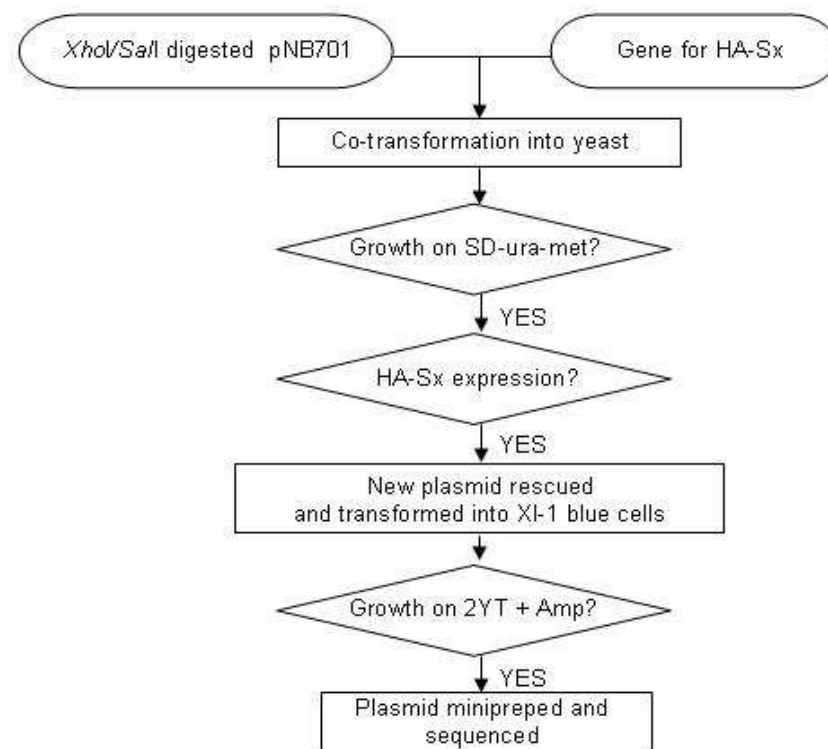 XhoI/SalI digested pNB701
Gene for HA-Sx
Co-transformation into yeast
Growth on SD-ura-met?
YES
HA-Sx expression?
YES
New plasmid rescued
and transformed into Xl-1 blue cells
Growth on 2YT + Amp?
YES
Plasmid minipreped and
sequenced